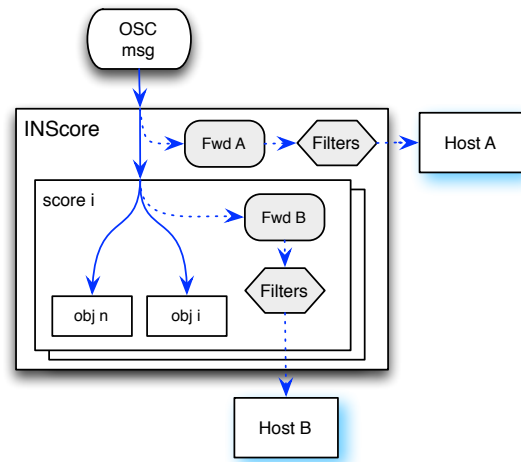 OSC
msg
INScore
Fwd A
Filters
Host A
score i
Fwd B
Filters
obj n
obj i
Host B